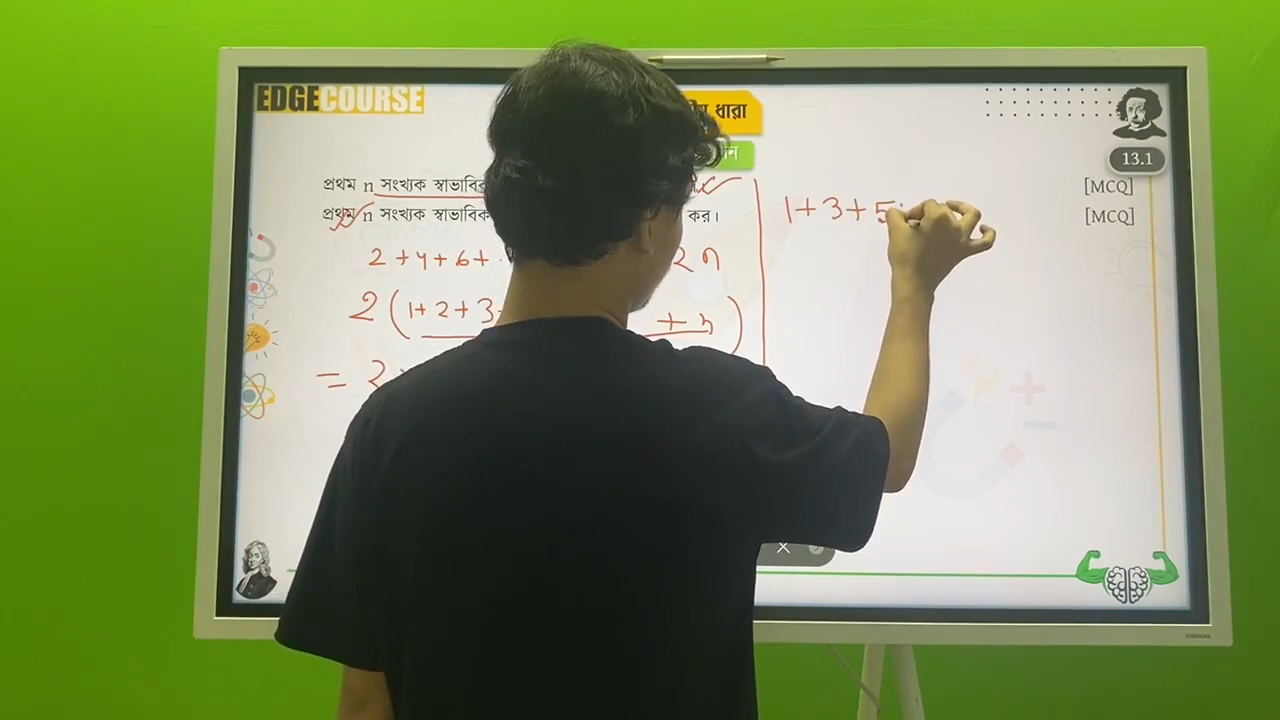 EDGECOURSE
ধারা
13.1
প্রথম n সংখ্যক
[MCQ]
প্রথম n সংখ্যক স্বাভাবিক কর।
[MCQ]
2 + 4 + 6 + 2n
2 ( 1 + 2 + 3 + n )
= 2
1 + 3 + 5
SAMSUNG